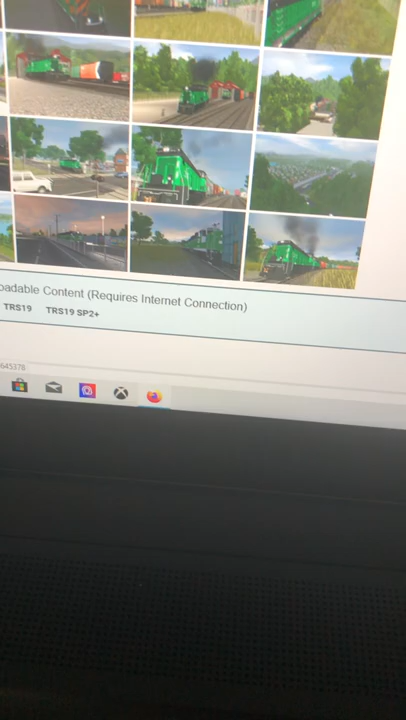 oadable Content (Requires Internet Connection)
TRS19 TRS19 SP2+
645378